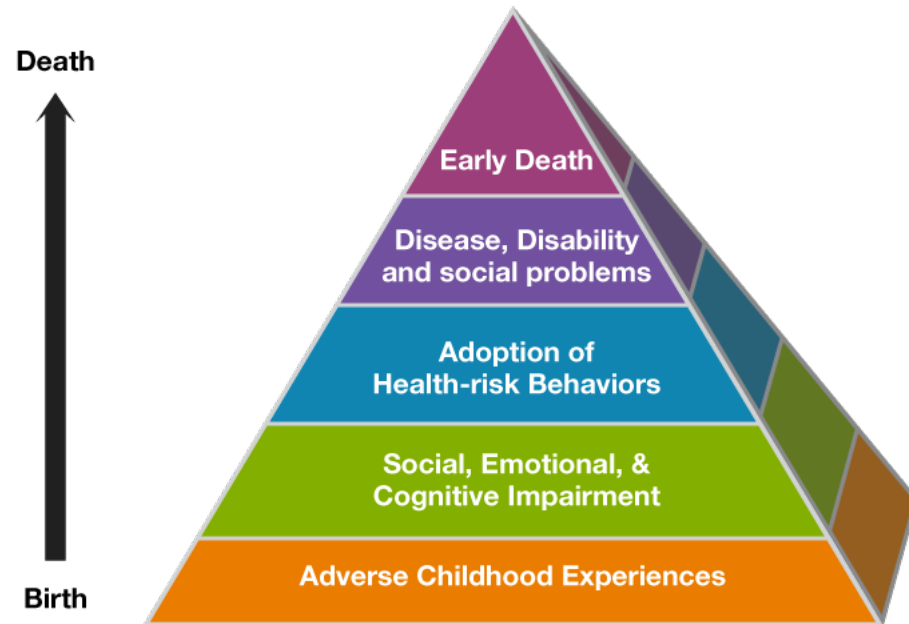 Death
Early Death
Disease, Disability
and social problems
Adoption of
Health-risk Behaviors
Social, Emotional, &
Cognitive Impairment
Adverse Childhood Experiences
Birth